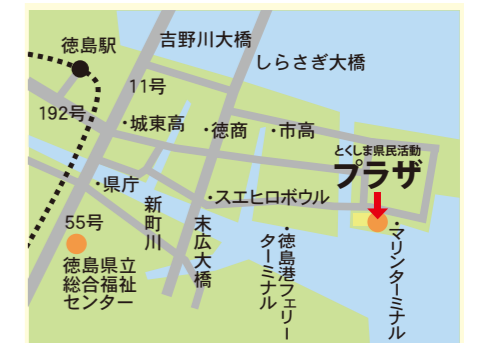 吉野川大橋
徳島駅
しらさぎ大橋
11号
192号
・城東高
・徳商
・市高
とくしま県民活動
プラザ
・県庁
・スエヒロボウル
新町川
末広大橋
・徳島港フェリー
ターミナル
・マリンターミナル
55号
徳島県立
総合福祉
センター